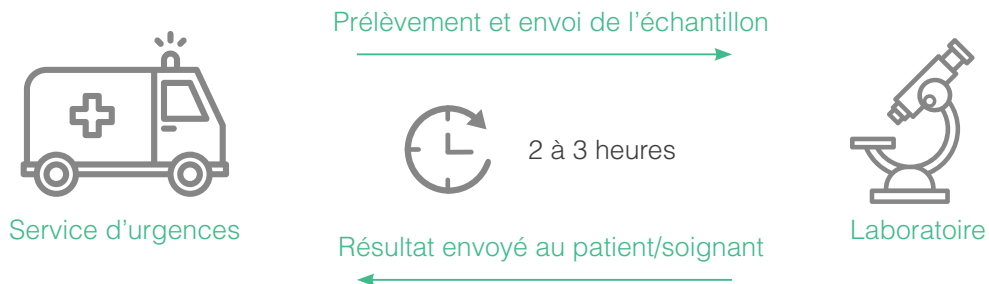 Prélèvement et envoi de l’échantillon
2 à 3 heures
Service d’urgences
Laboratoire
Résultat envoyé au patient/soignant